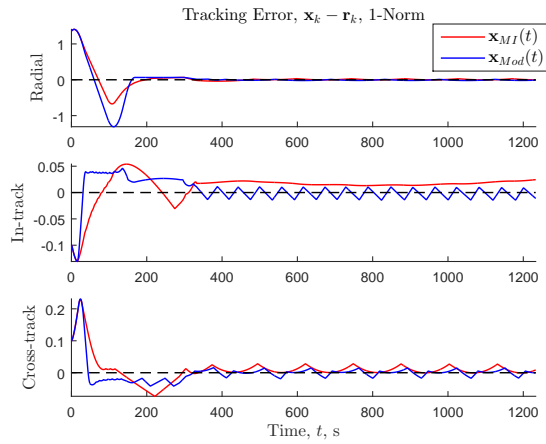 Tracking Error, x_k − r_k, 1-Norm
x_MI(t)
x_Mod(t)
Radial
1
0
-1
0 200 400 600 800 1000 1200
In-track
0.05
0
-0.05
-0.1
0 200 400 600 800 1000 1200
Cross-track
0.2
0.1
0
0 200 400 600 800 1000 1200
Time, t, s